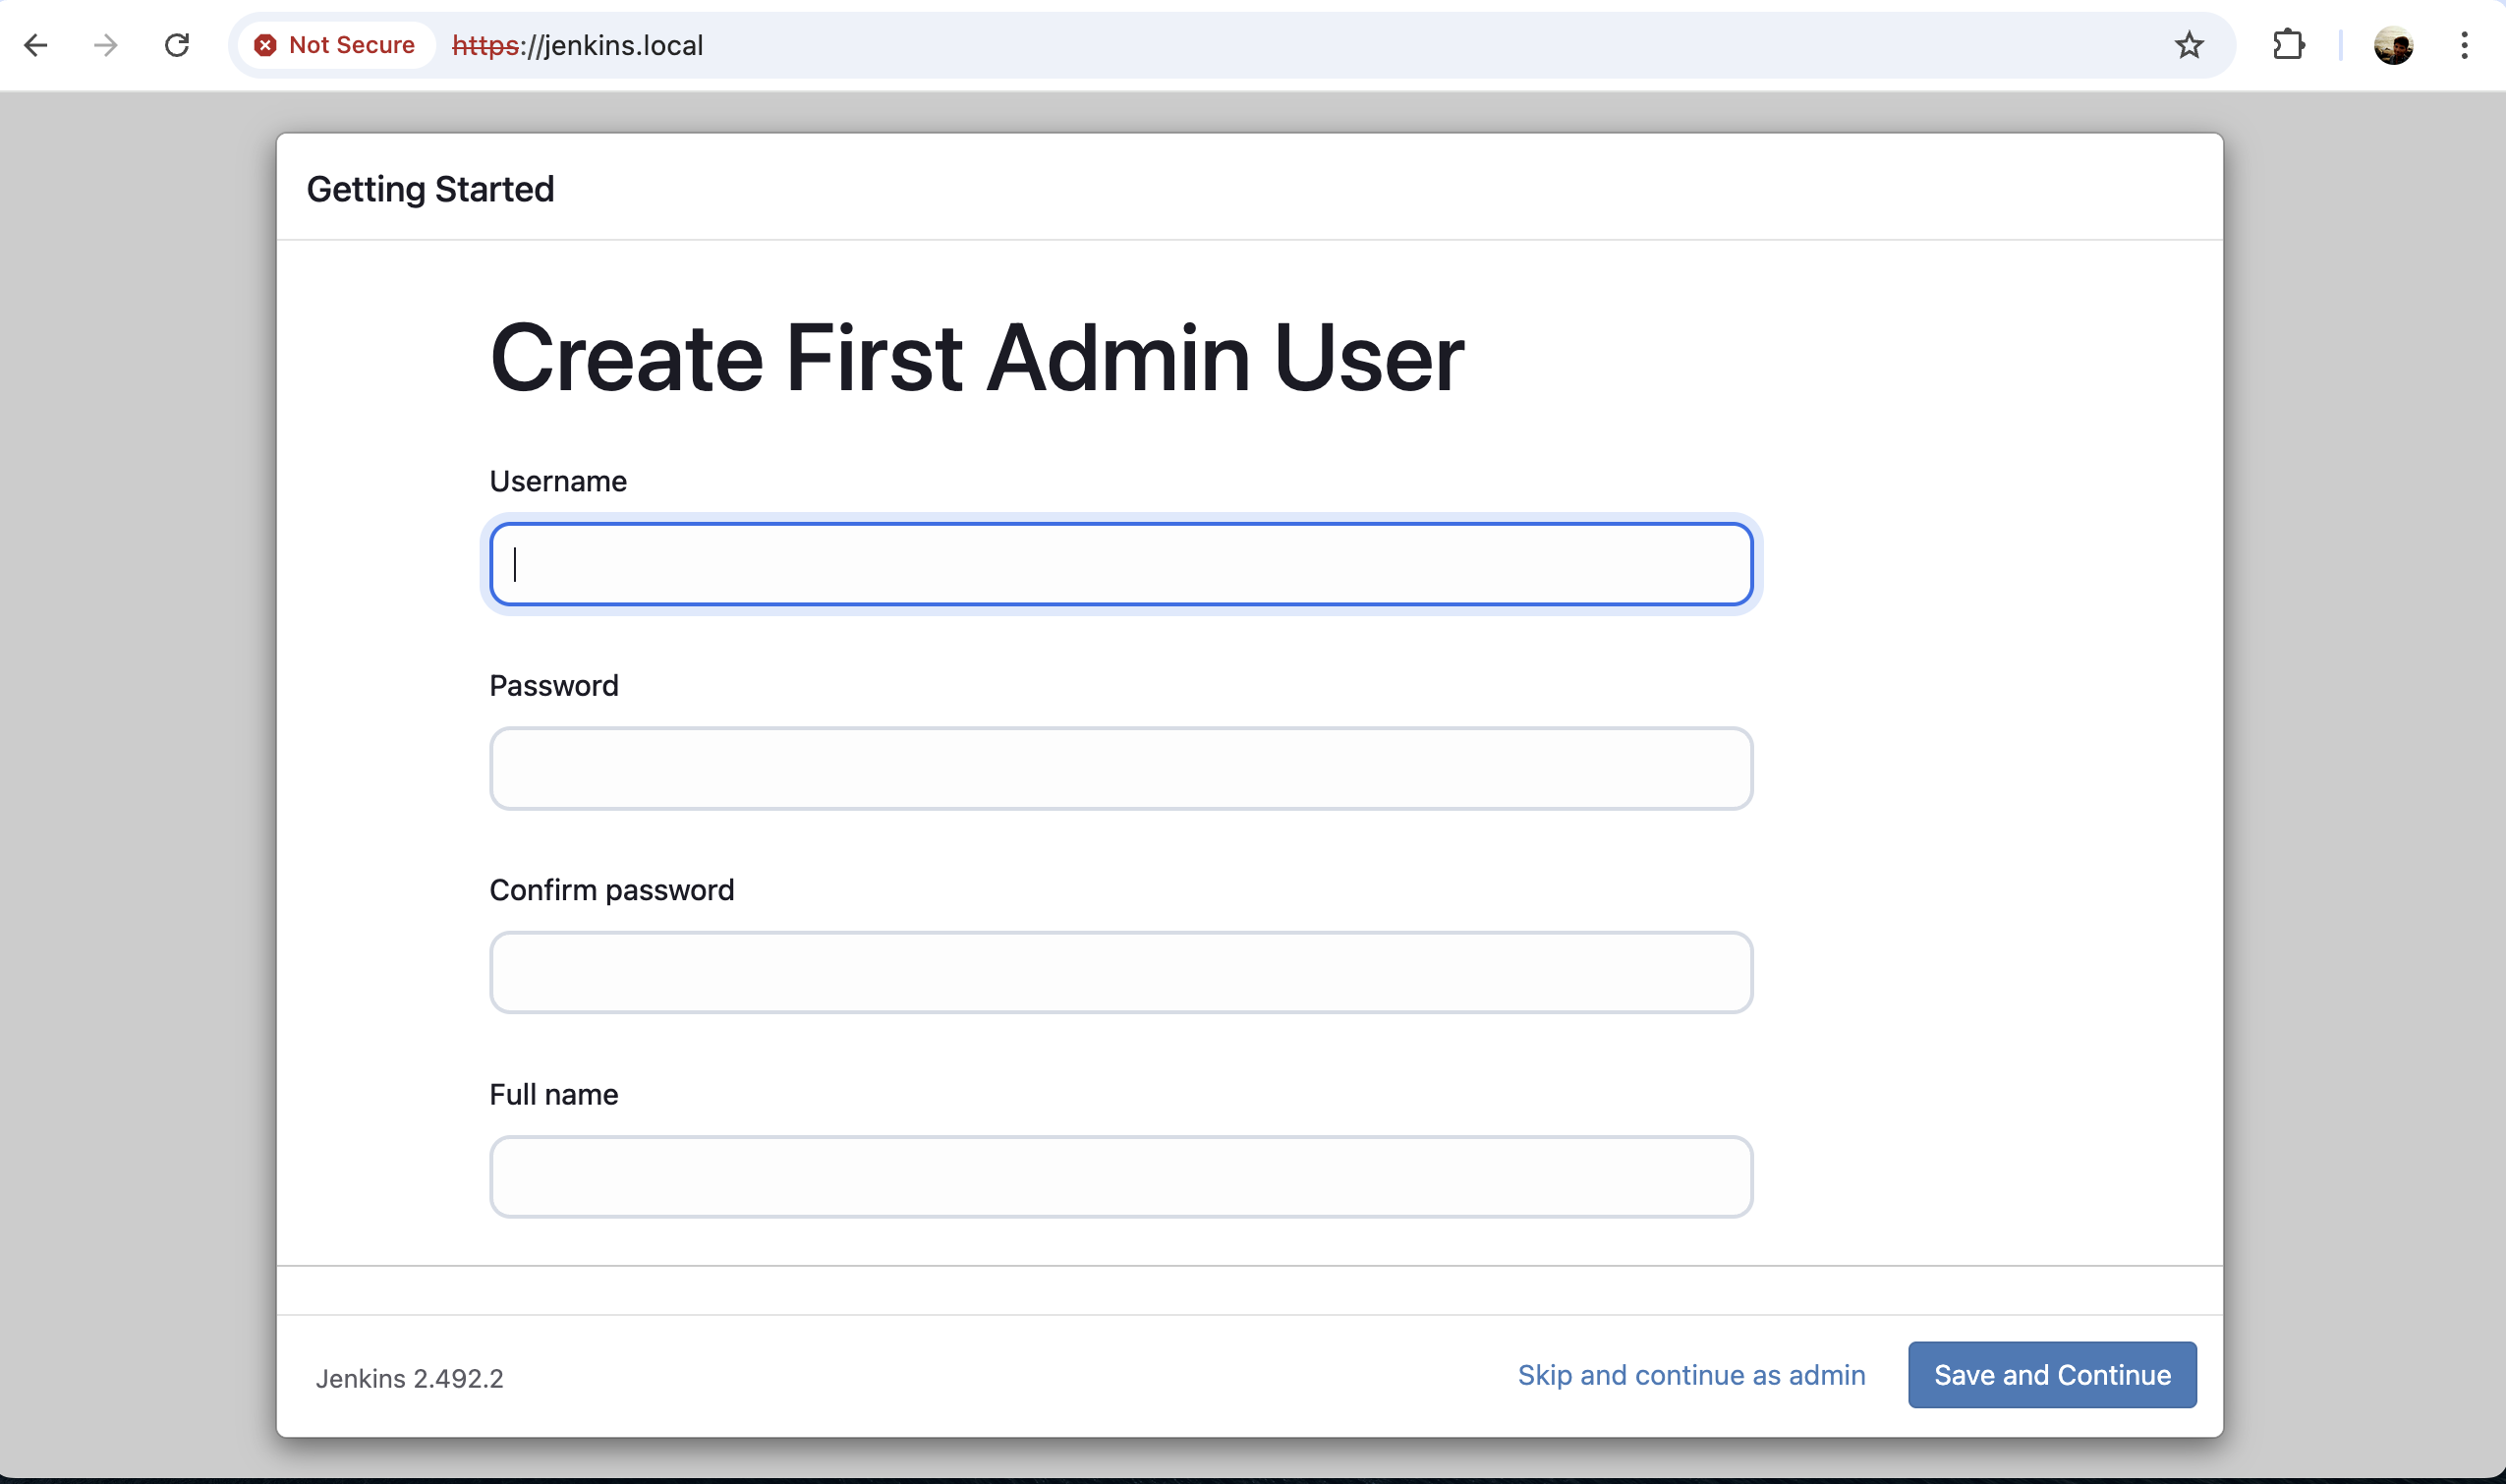 Not Secure https://jenkins.local
Getting Started
Create First Admin User
Username
Password
Confirm password
Full name
Jenkins 2.492.2
Skip and continue as admin
Save and Continue